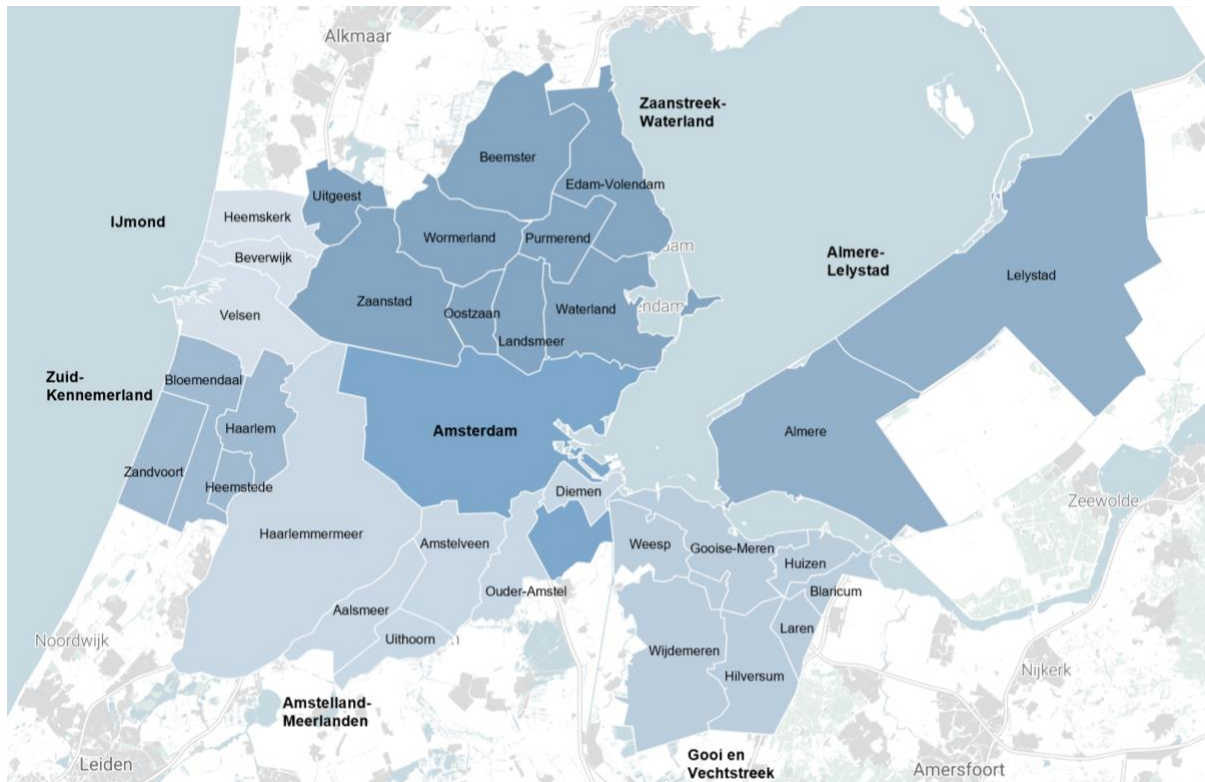 Alkmaar
Zaanstreek-
Waterland
Beemster
Edam-Volendam
Uitgeest
IJmond
Heemskerk
Wormerland
Purmerend
Beverwijk
Almere-
Lelystad
Lelystad
Zaanstad
Oostzaan
Waterland
Velsen
Landsmeer
Zuid-
Kennemerland
Bloemendaal
Haarlem
Amsterdam
Almere
Zandvoort
Heemstede
Diemen
Zeewolde
Haarlemmermeer
Amstelveen
Weesp
Gooise-Meren
Huizen
Ouder-Amstel
Blaricum
Aalsmeer
Laren
Noordwijk
Uithoorn
Wijdemeren
Nijkerk
Hilversum
Amstelland-
Meerlanden
Leiden
Gooi en
Vechtstreek
Amersfoort